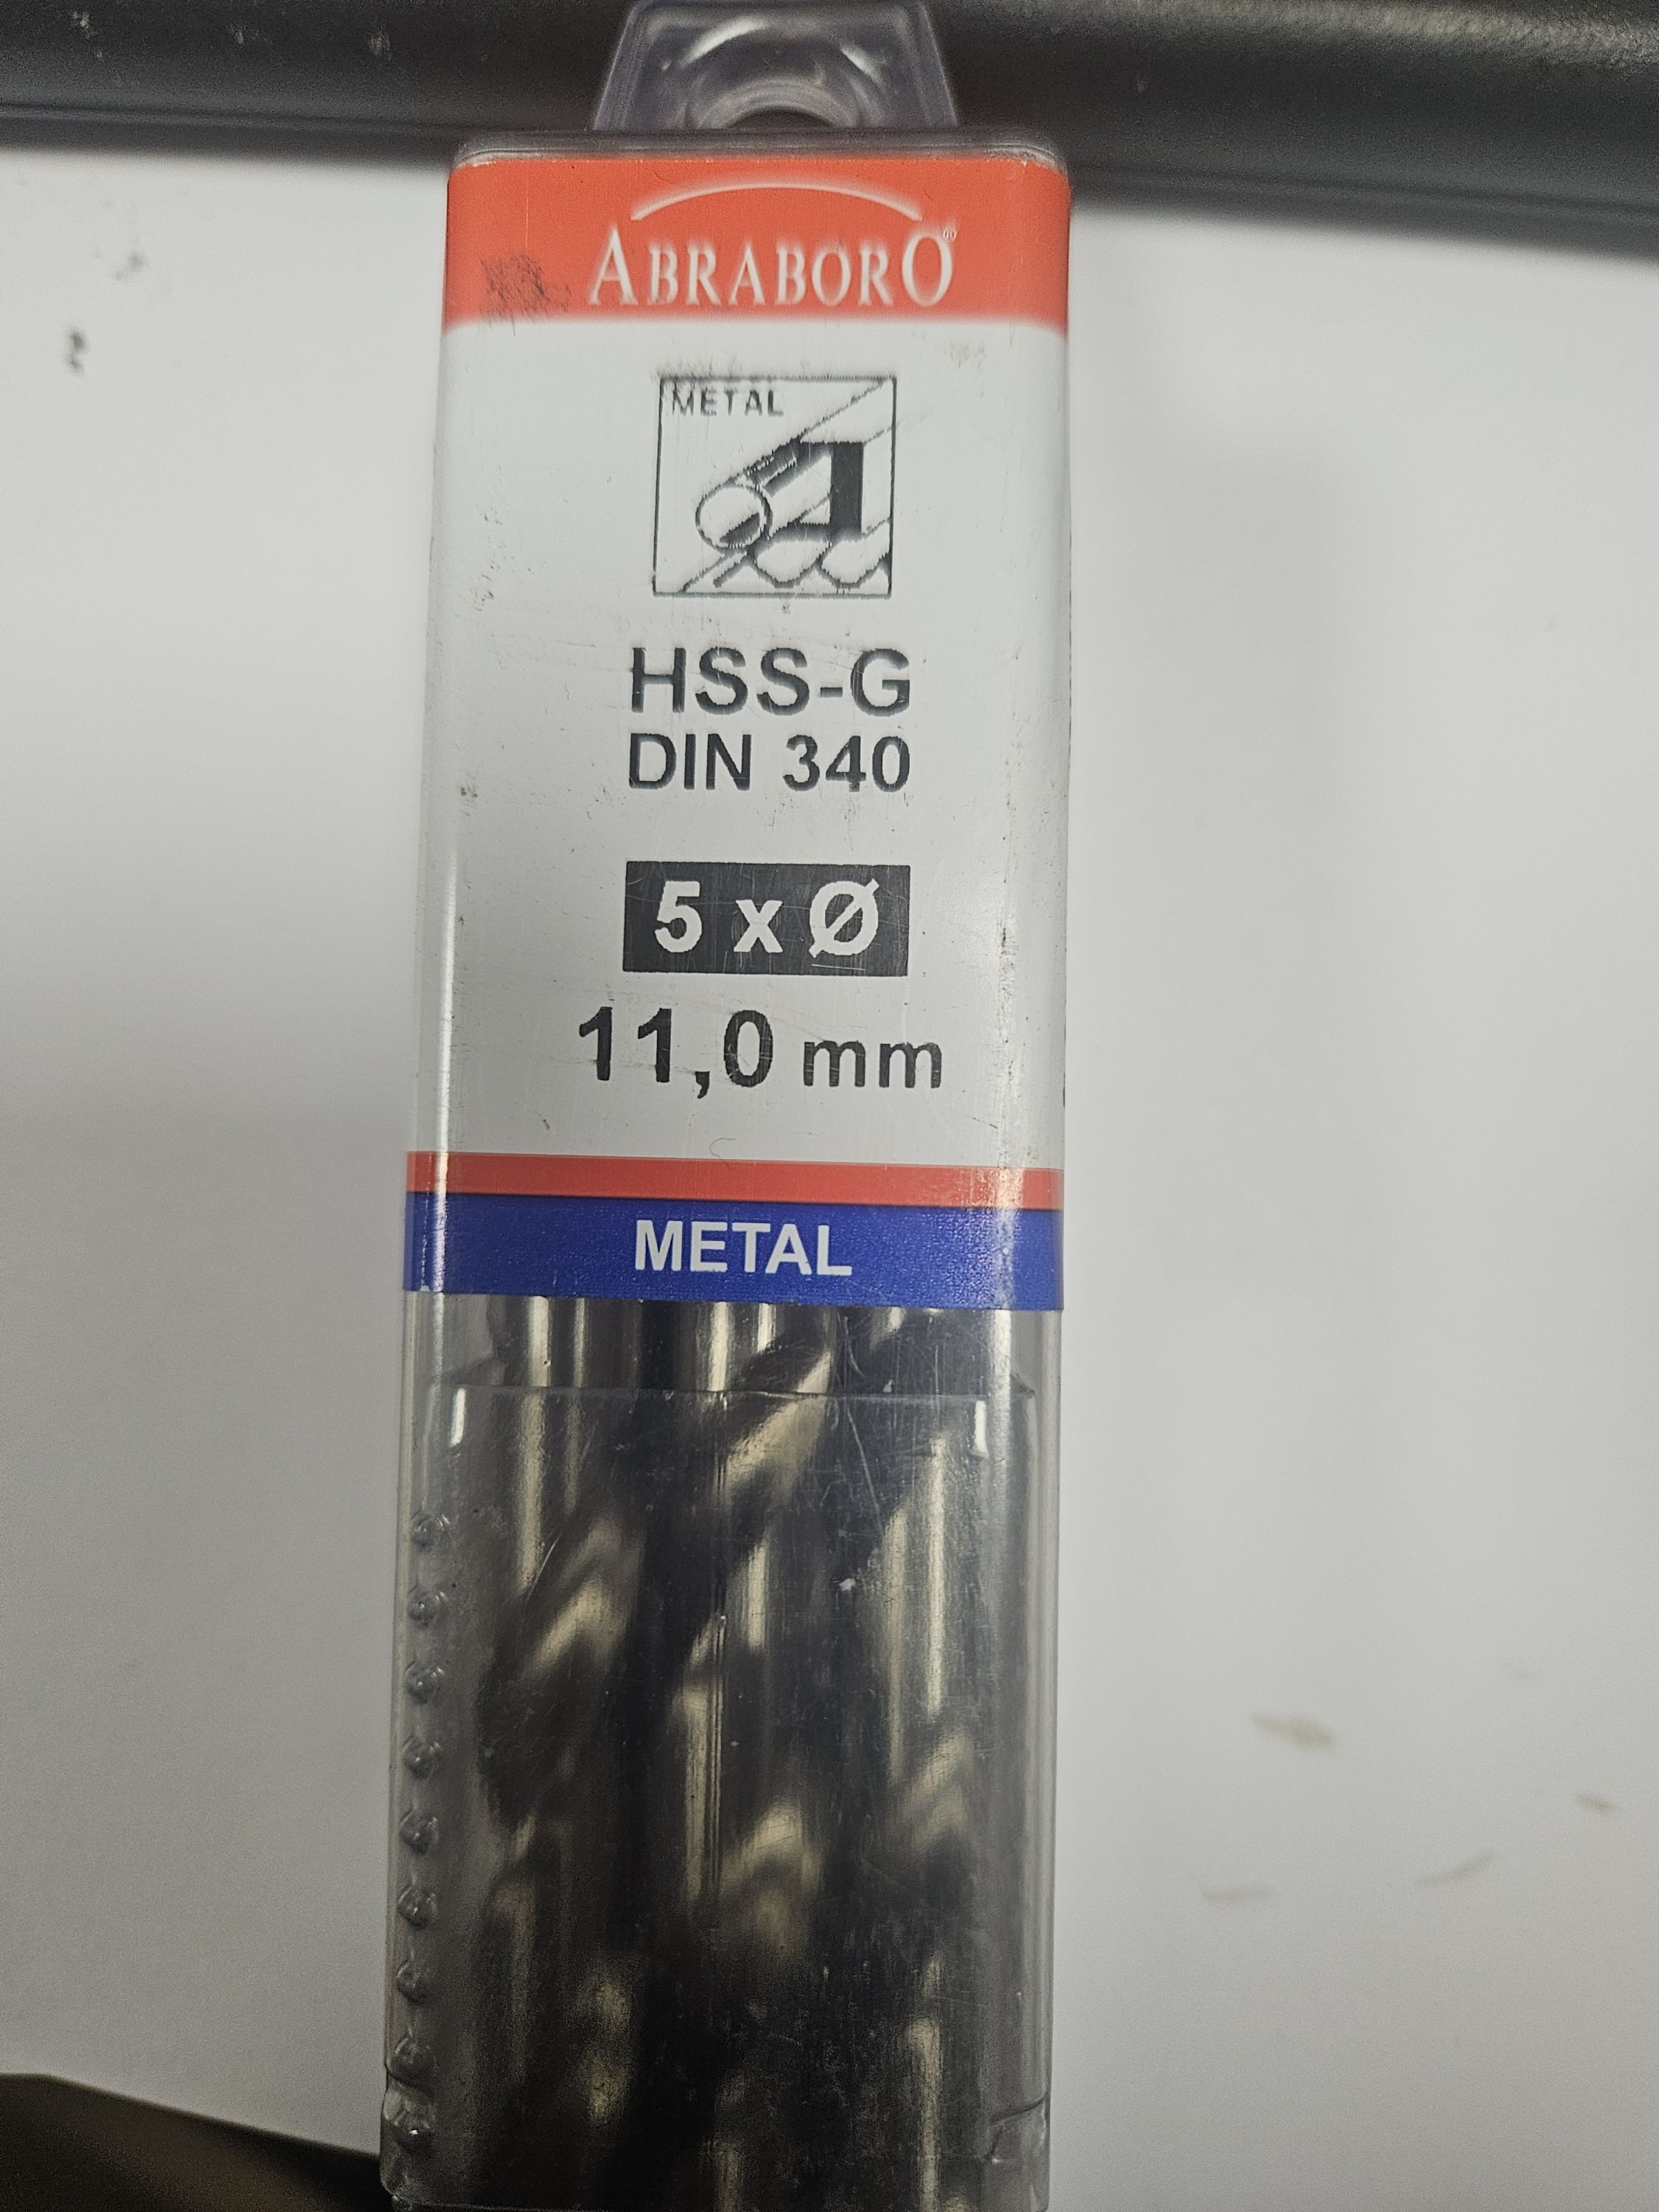 ABRABORO®
METAL
HSS-G
DIN 340
5 x Ø
11,0 mm
METAL